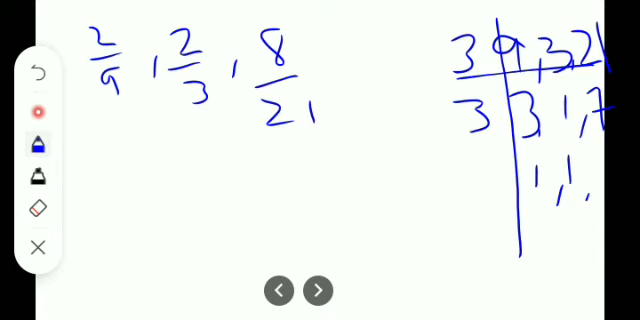 2/9 , 2/3 , 8/21
3 | 9, 3, 21
3 | 3, 1, 7
1, 1,